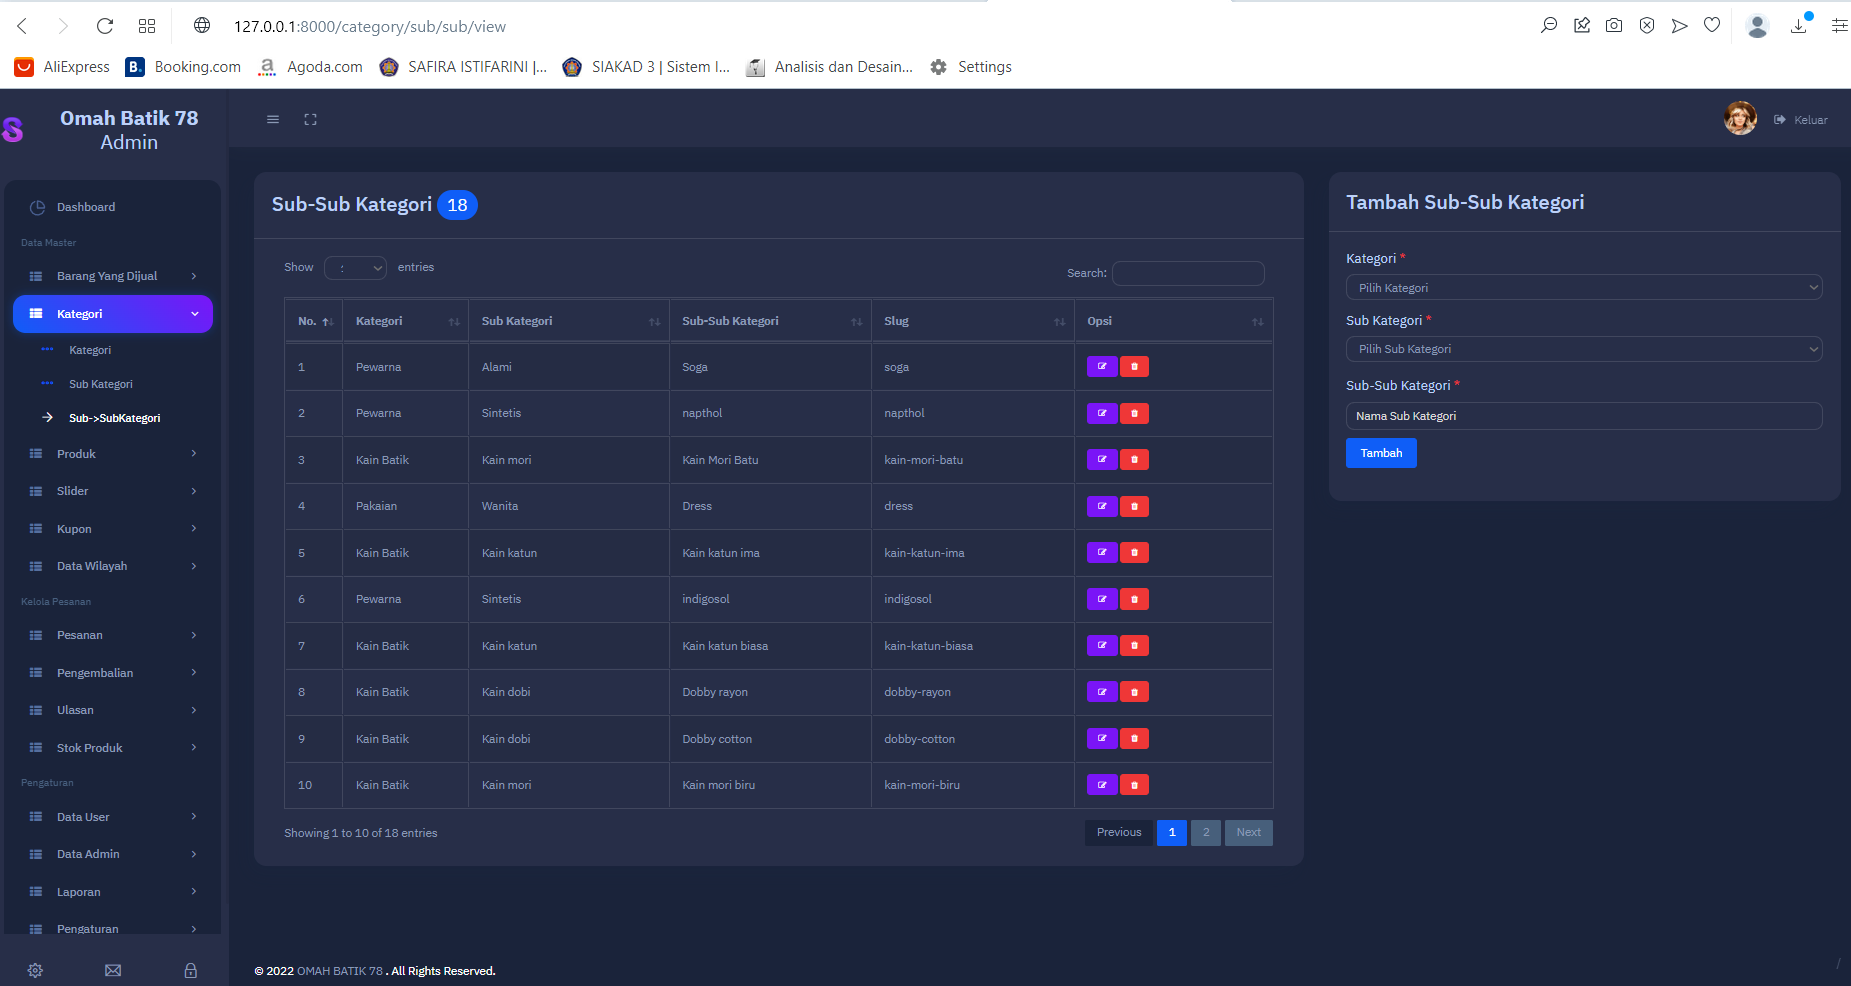 127.0.0.1:8000/category/sub/sub/view
AliExpress
Booking.com
Agoda.com
SAFIRA ISTIFARINI |...
SIAKAD 3 | Sistem I...
Analisis dan Desain...
Settings
Omah Batik 78
Admin
Keluar
Dashboard
Data Master
Barang Yang Dijual
Kategori
Kategori
Sub Kategori
Sub->SubKategori
Produk
Slider
Kupon
Data Wilayah
Kelola Pesanan
Pesanan
Pengembalian
Ulasan
Stok Produk
Pengaturan
Data User
Data Admin
Laporan
Pengaturan
Sub-Sub Kategori 18
Show entries
Search:
No. Kategori Sub Kategori Sub-Sub Kategori Slug Opsi
1 Pewarna Alami Soga soga
2 Pewarna Sintetis napthol napthol
3 Kain Batik Kain mori Kain Mori Batu kain-mori-batu
4 Pakaian Wanita Dress dress
5 Kain Batik Kain katun Kain katun ima kain-katun-ima
6 Pewarna Sintetis indigosol indigosol
7 Kain Batik Kain katun Kain katun biasa kain-katun-biasa
8 Kain Batik Kain dobi Dobby rayon dobby-rayon
9 Kain Batik Kain dobi Dobby cotton dobby-cotton
10 Kain Batik Kain mori Kain mori biru kain-mori-biru
Showing 1 to 10 of 18 entries
Previous 1 2 Next
Tambah Sub-Sub Kategori
Kategori *
Pilih Kategori
Sub Kategori *
Pilih Sub Kategori
Sub-Sub Kategori *
Nama Sub Kategori
Tambah
© 2022 OMAH BATIK 78 . All Rights Reserved.
/